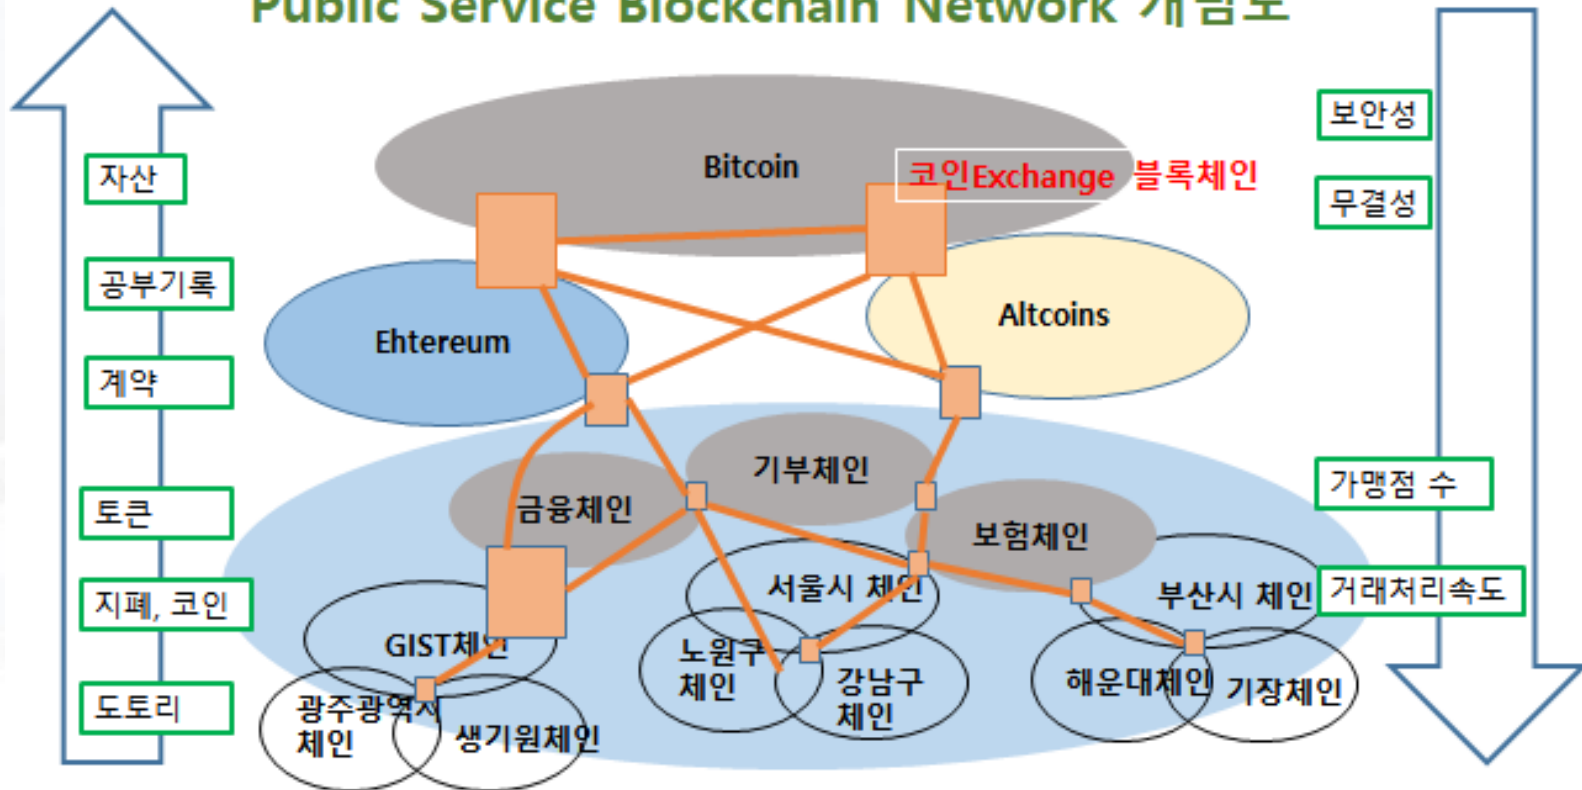 Public Service Blockchain Network 개념도
보안성
자산
Bitcoin
코인Exchange 블록체인
무결성
공부기록
Ehtereum
Altcoins
계약
기부체인
가맹점 수
토큰
금융체인
보험체인
지폐, 코인
서울시 체인
부산시 체인
거래처리속도
GIST체인
노원구
체인
강남구
체인
해운대체인
기장체인
도토리
광주광역시
체인
생기원체인